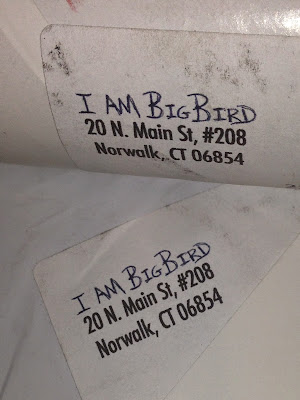 I AM BIGBIRD
20 N. Main St, #208
Norwalk, CT 06854
I AM BIGBIRD
20 N. Main St, #208
Norwalk, CT 06854